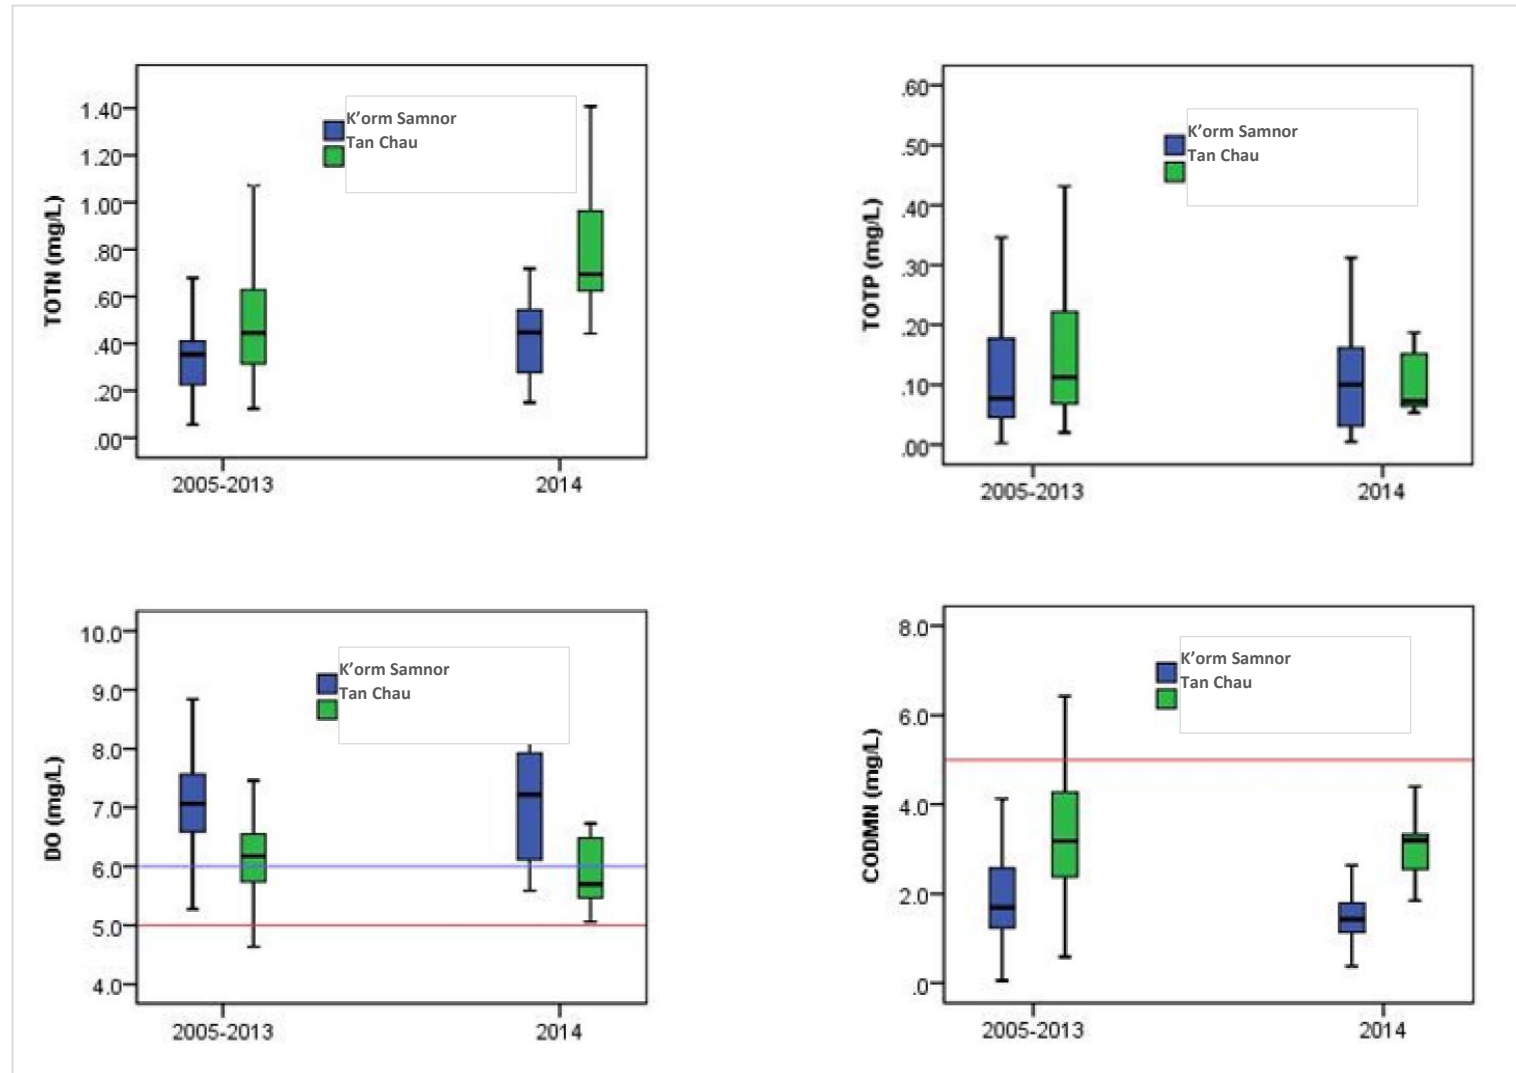 TOTN (mg/L)
1.40
1.20
1.00
.80
.60
.40
.20
.00
K'orm Samnor
Tan Chau
2005-2013
2014
TOTP (mg/L)
.60
.50
.40
.30
.20
.10
.00
K'orm Samnor
Tan Chau
2005-2013
2014
DO (mg/L)
10.0
9.0
8.0
7.0
6.0
5.0
4.0
K'orm Samnor
Tan Chau
2005-2013
2014
CODMN (mg/L)
8.0
6.0
4.0
2.0
.0
K'orm Samnor
Tan Chau
2005-2013
2014